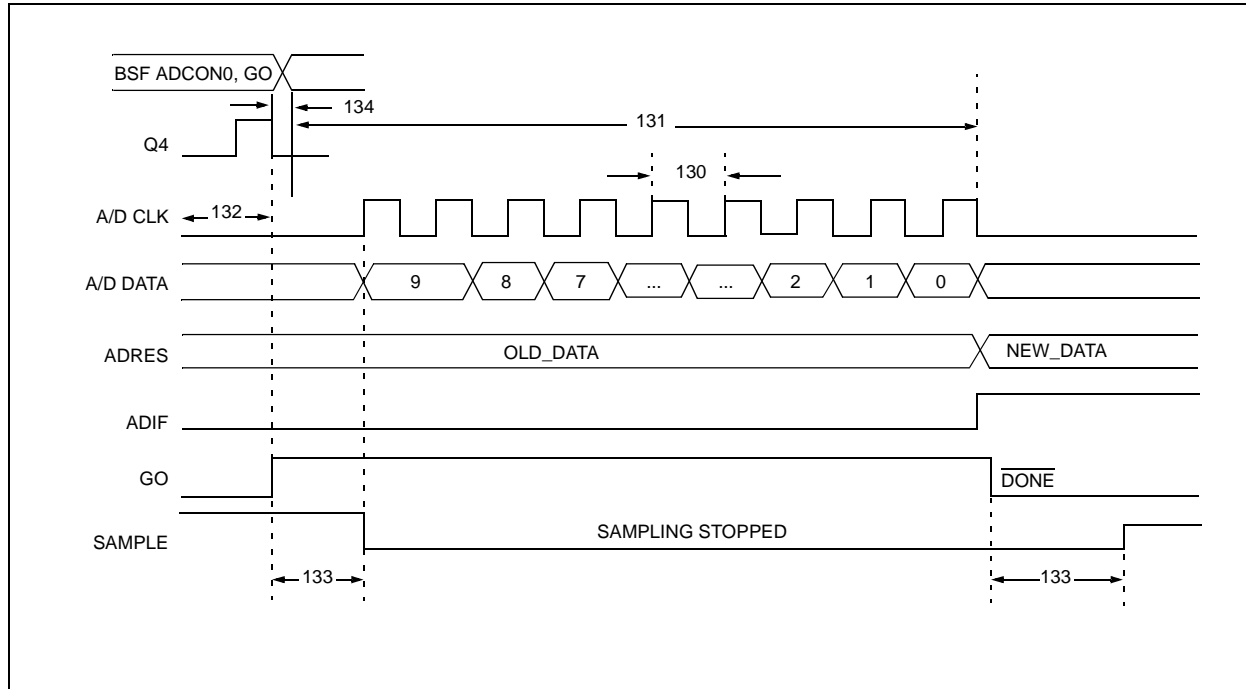 BSF ADCON0, GO
134
131
Q4
130
A/D CLK
132
A/D DATA
9 8 7 ... ... 2 1 0
ADRES
OLD_DATA
NEW_DATA
ADIF
GO
DONE
SAMPLE
SAMPLING STOPPED
133
133